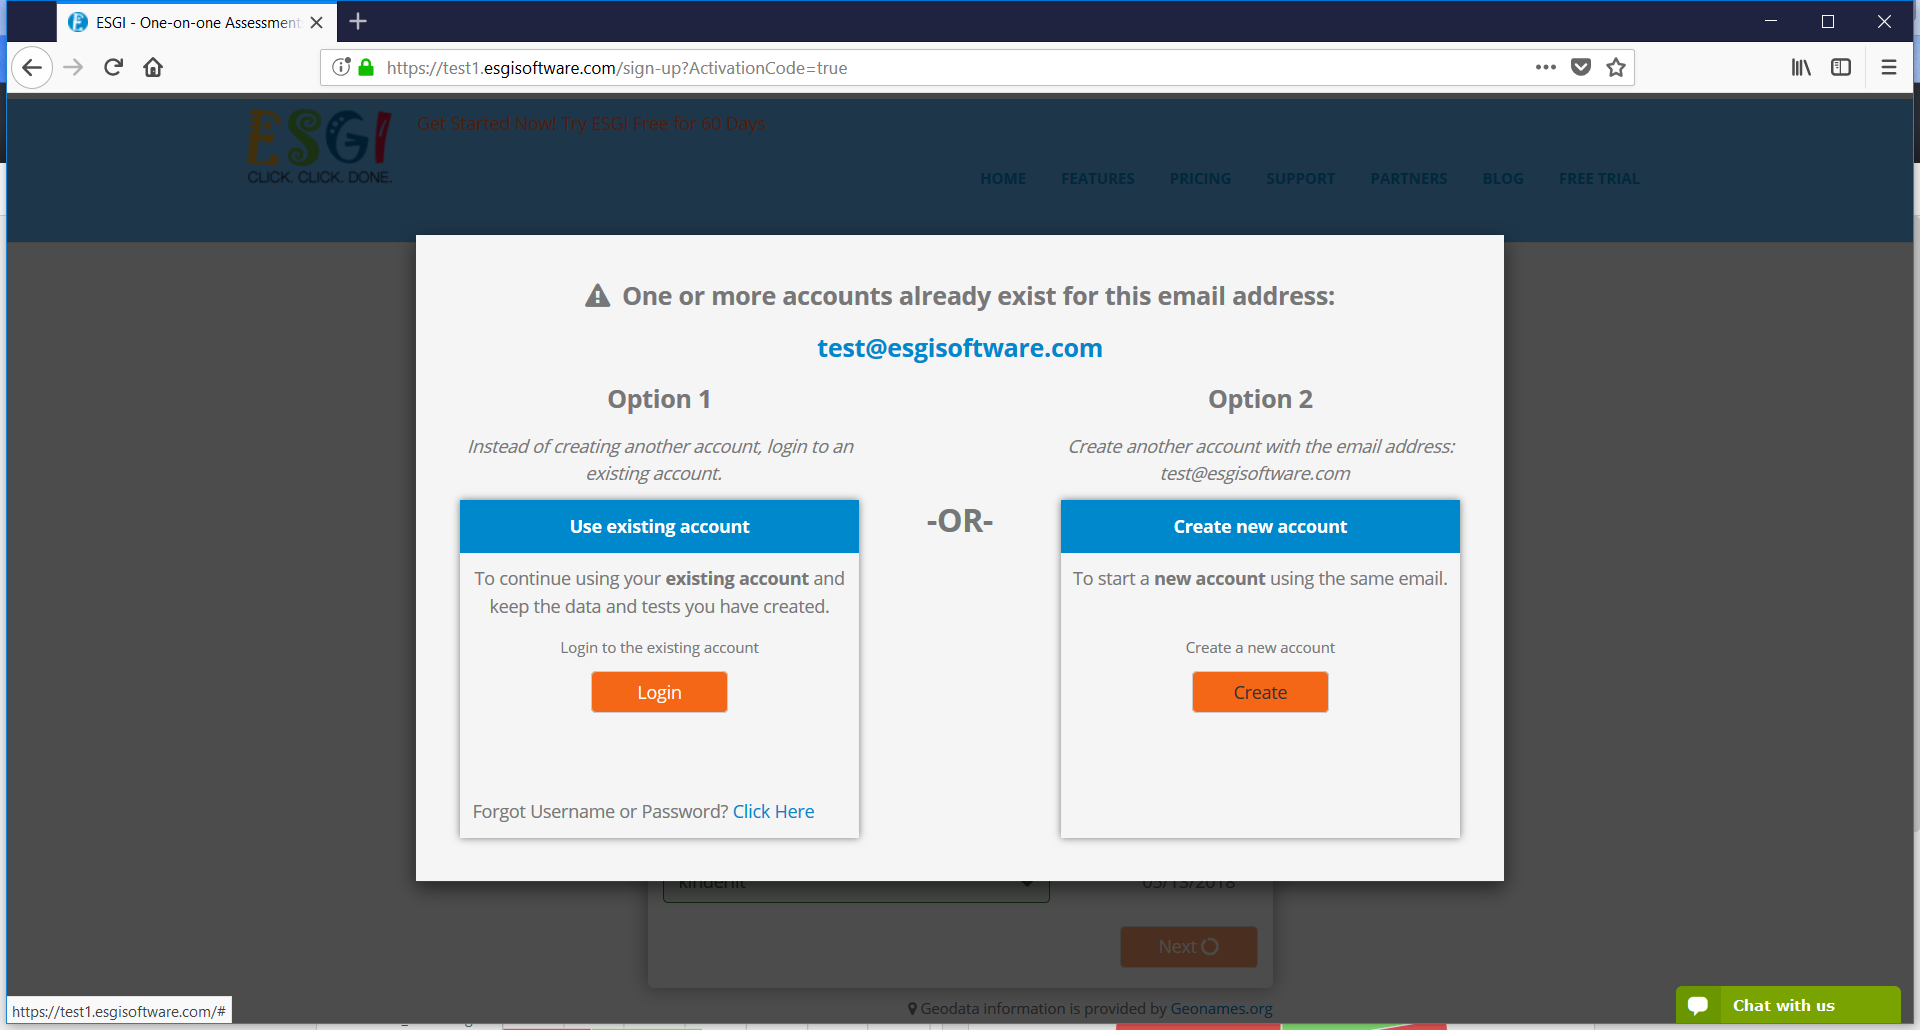 ESGI - One-on-one Assessment
https://test1.esgisoftware.com/sign-up?ActivationCode=true
ESGI
CLICK. CLICK. DONE.
Get Started Now! Try ESGI Free for 60 Days
HOME FEATURES PRICING SUPPORT PARTNERS BLOG FREE TRIAL
One or more accounts already exist for this email address:
test@esgisoftware.com
Option 1
Instead of creating another account, login to an
existing account.
Use existing account
To continue using your existing account and
keep the data and tests you have created.
Login to the existing account
Login
Forgot Username or Password? Click Here
-OR-
Option 2
Create another account with the email address:
test@esgisoftware.com
Create new account
To start a new account using the same email.
Create a new account
Create
05/13/2018
Next
Geodata information is provided by Geonames.org
https://test1.esgisoftware.com/#
Chat with us